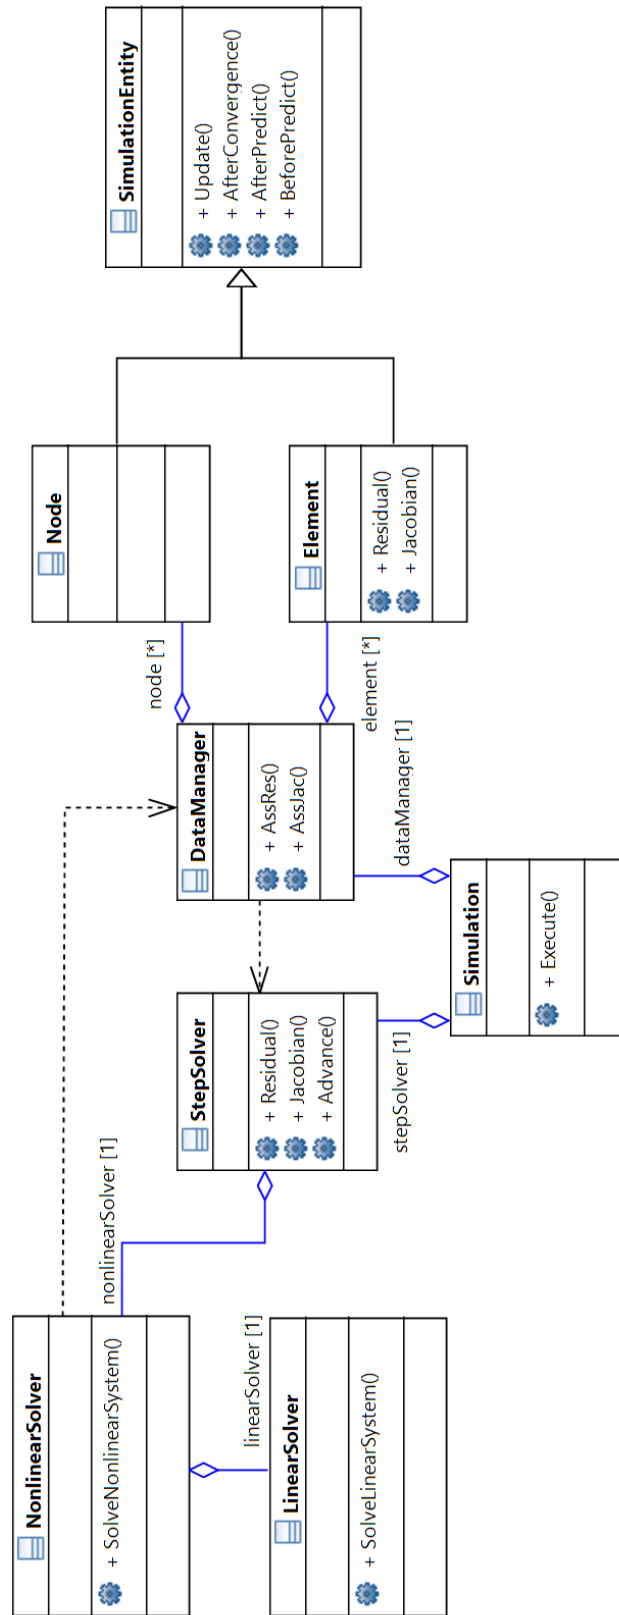 NonlinearSolver
+ SolveNonlinearSystem()
nonlinearSolver [1]
linearSolver [1]
LinearSolver
+ SolveLinearSystem()
StepSolver
+ Residual()
+ Jacobian()
+ Advance()
stepSolver [1]
DataManager
+ AssRes()
+ AssJac()
dataManager [1]
Simulation
+ Execute()
node [*]
element [*]
Node
Element
+ Residual()
+ Jacobian()
SimulationEntity
+ Update()
+ AfterConvergence()
+ AfterPredict()
+ BeforePredict()